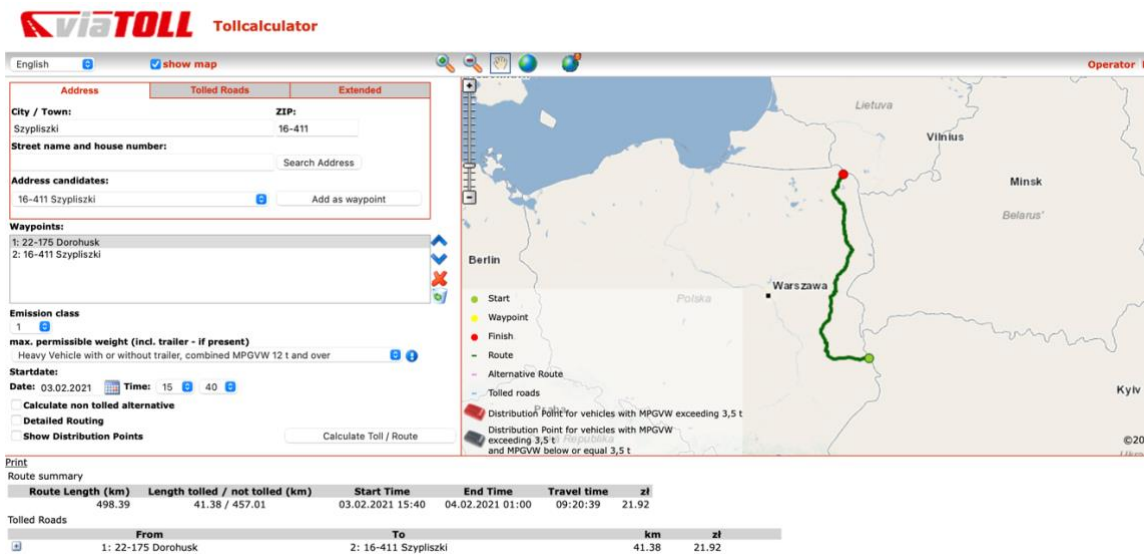 viaTOLL Tollcalculator
English show map Operator
Address Tolled Roads Extended
City / Town: ZIP:
Szypliszki 16-411
Street name and house number:
Search Address
Address candidates:
16-411 Szypliszki Add as waypoint
Waypoints:
1: 22-175 Dorohusk
2: 16-411 Szypliszki
Emission class
1
max. permissible weight (incl. trailer - if present)
Heavy Vehicle with or without trailer, combined MPGVW 12 t and over
Startdate:
Date: 03.02.2021 Time: 15 40
Calculate non tolled alternative
Detailed Routing
Show Distribution Points Calculate Toll / Route
Lietuva
Vilnius
Minsk
Belarus'
Berlin
Warszawa
Polska
Kyiv
Praha
©20
Start
Waypoint
Finish
Route
Alternative Route
Tolled roads
Distribution Point for vehicles with MPGVW exceeding 3,5 t
Distribution Point for vehicles with MPGVW
exceeding 3,5 t
and MPGVW below or equal 3,5 t
Print
Route summary
Route Length (km) Length tolled / not tolled (km) Start Time End Time Travel time zł
498.39 41.38 / 457.01 03.02.2021 15:40 04.02.2021 01:00 09:20:39 21.92
Tolled Roads
From To km zł
1: 22-175 Dorohusk 2: 16-411 Szypliszki 41.38 21.92